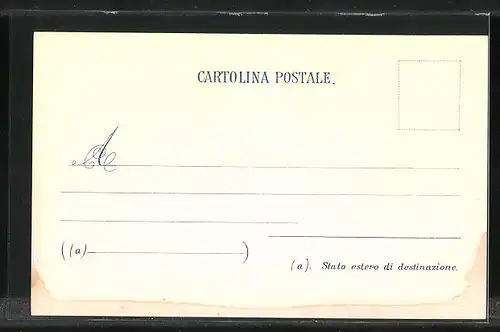 CARTOLINA POSTALE.
A
((a) )
(a). Stato estero di destinazione.